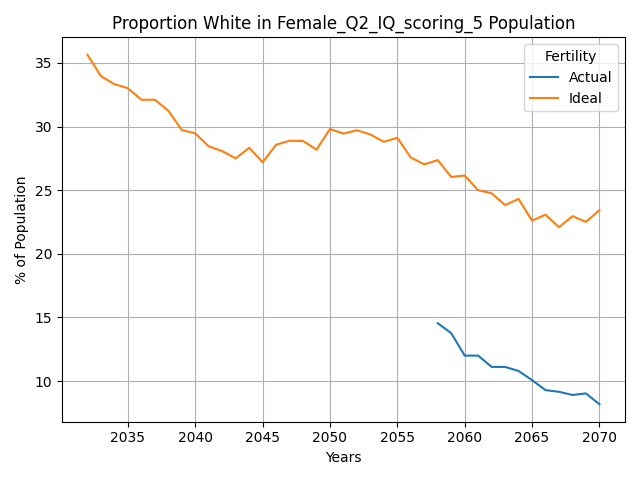 Proportion White in Female_Q2_IQ_scoring_5 Population
Fertility
Actual
Ideal
% of Population
35
30
25
20
15
10
2035 2040 2045 2050 2055 2060 2065 2070
Years